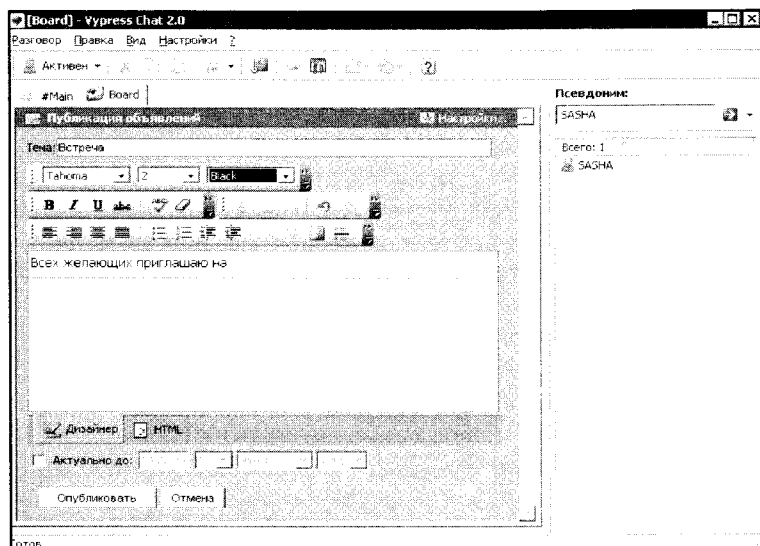 [Board] - Vypress Chat 2.0
Разговор Правка Вид Настройки ?
Активен
#Main Board
Публикация объявлений Настройки
Тема: Встреча
Tahoma 2 Black
B I U abc
Всех желающих приглашаю на
Дизайнер HTML
Актуально до:
Опубликовать Отмена
Псевдоним:
SASHA
Всего: 1
SASHA
Готов